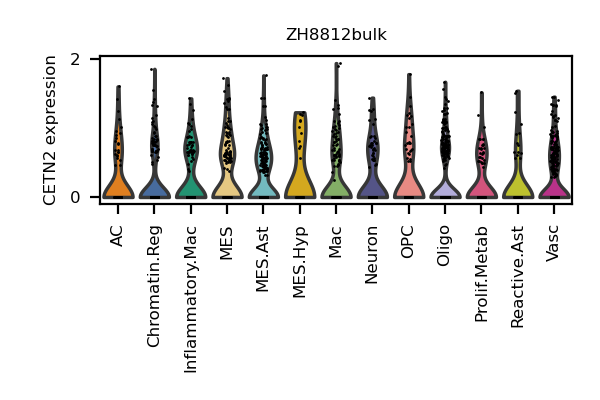 ZH8812bulk
CETN2 expression
2
0
AC
Chromatin.Reg
Inflammatory.Mac
MES
MES.Ast
MES.Hyp
Mac
Neuron
OPC
Oligo
Prolif.Metab
Reactive.Ast
Vasc